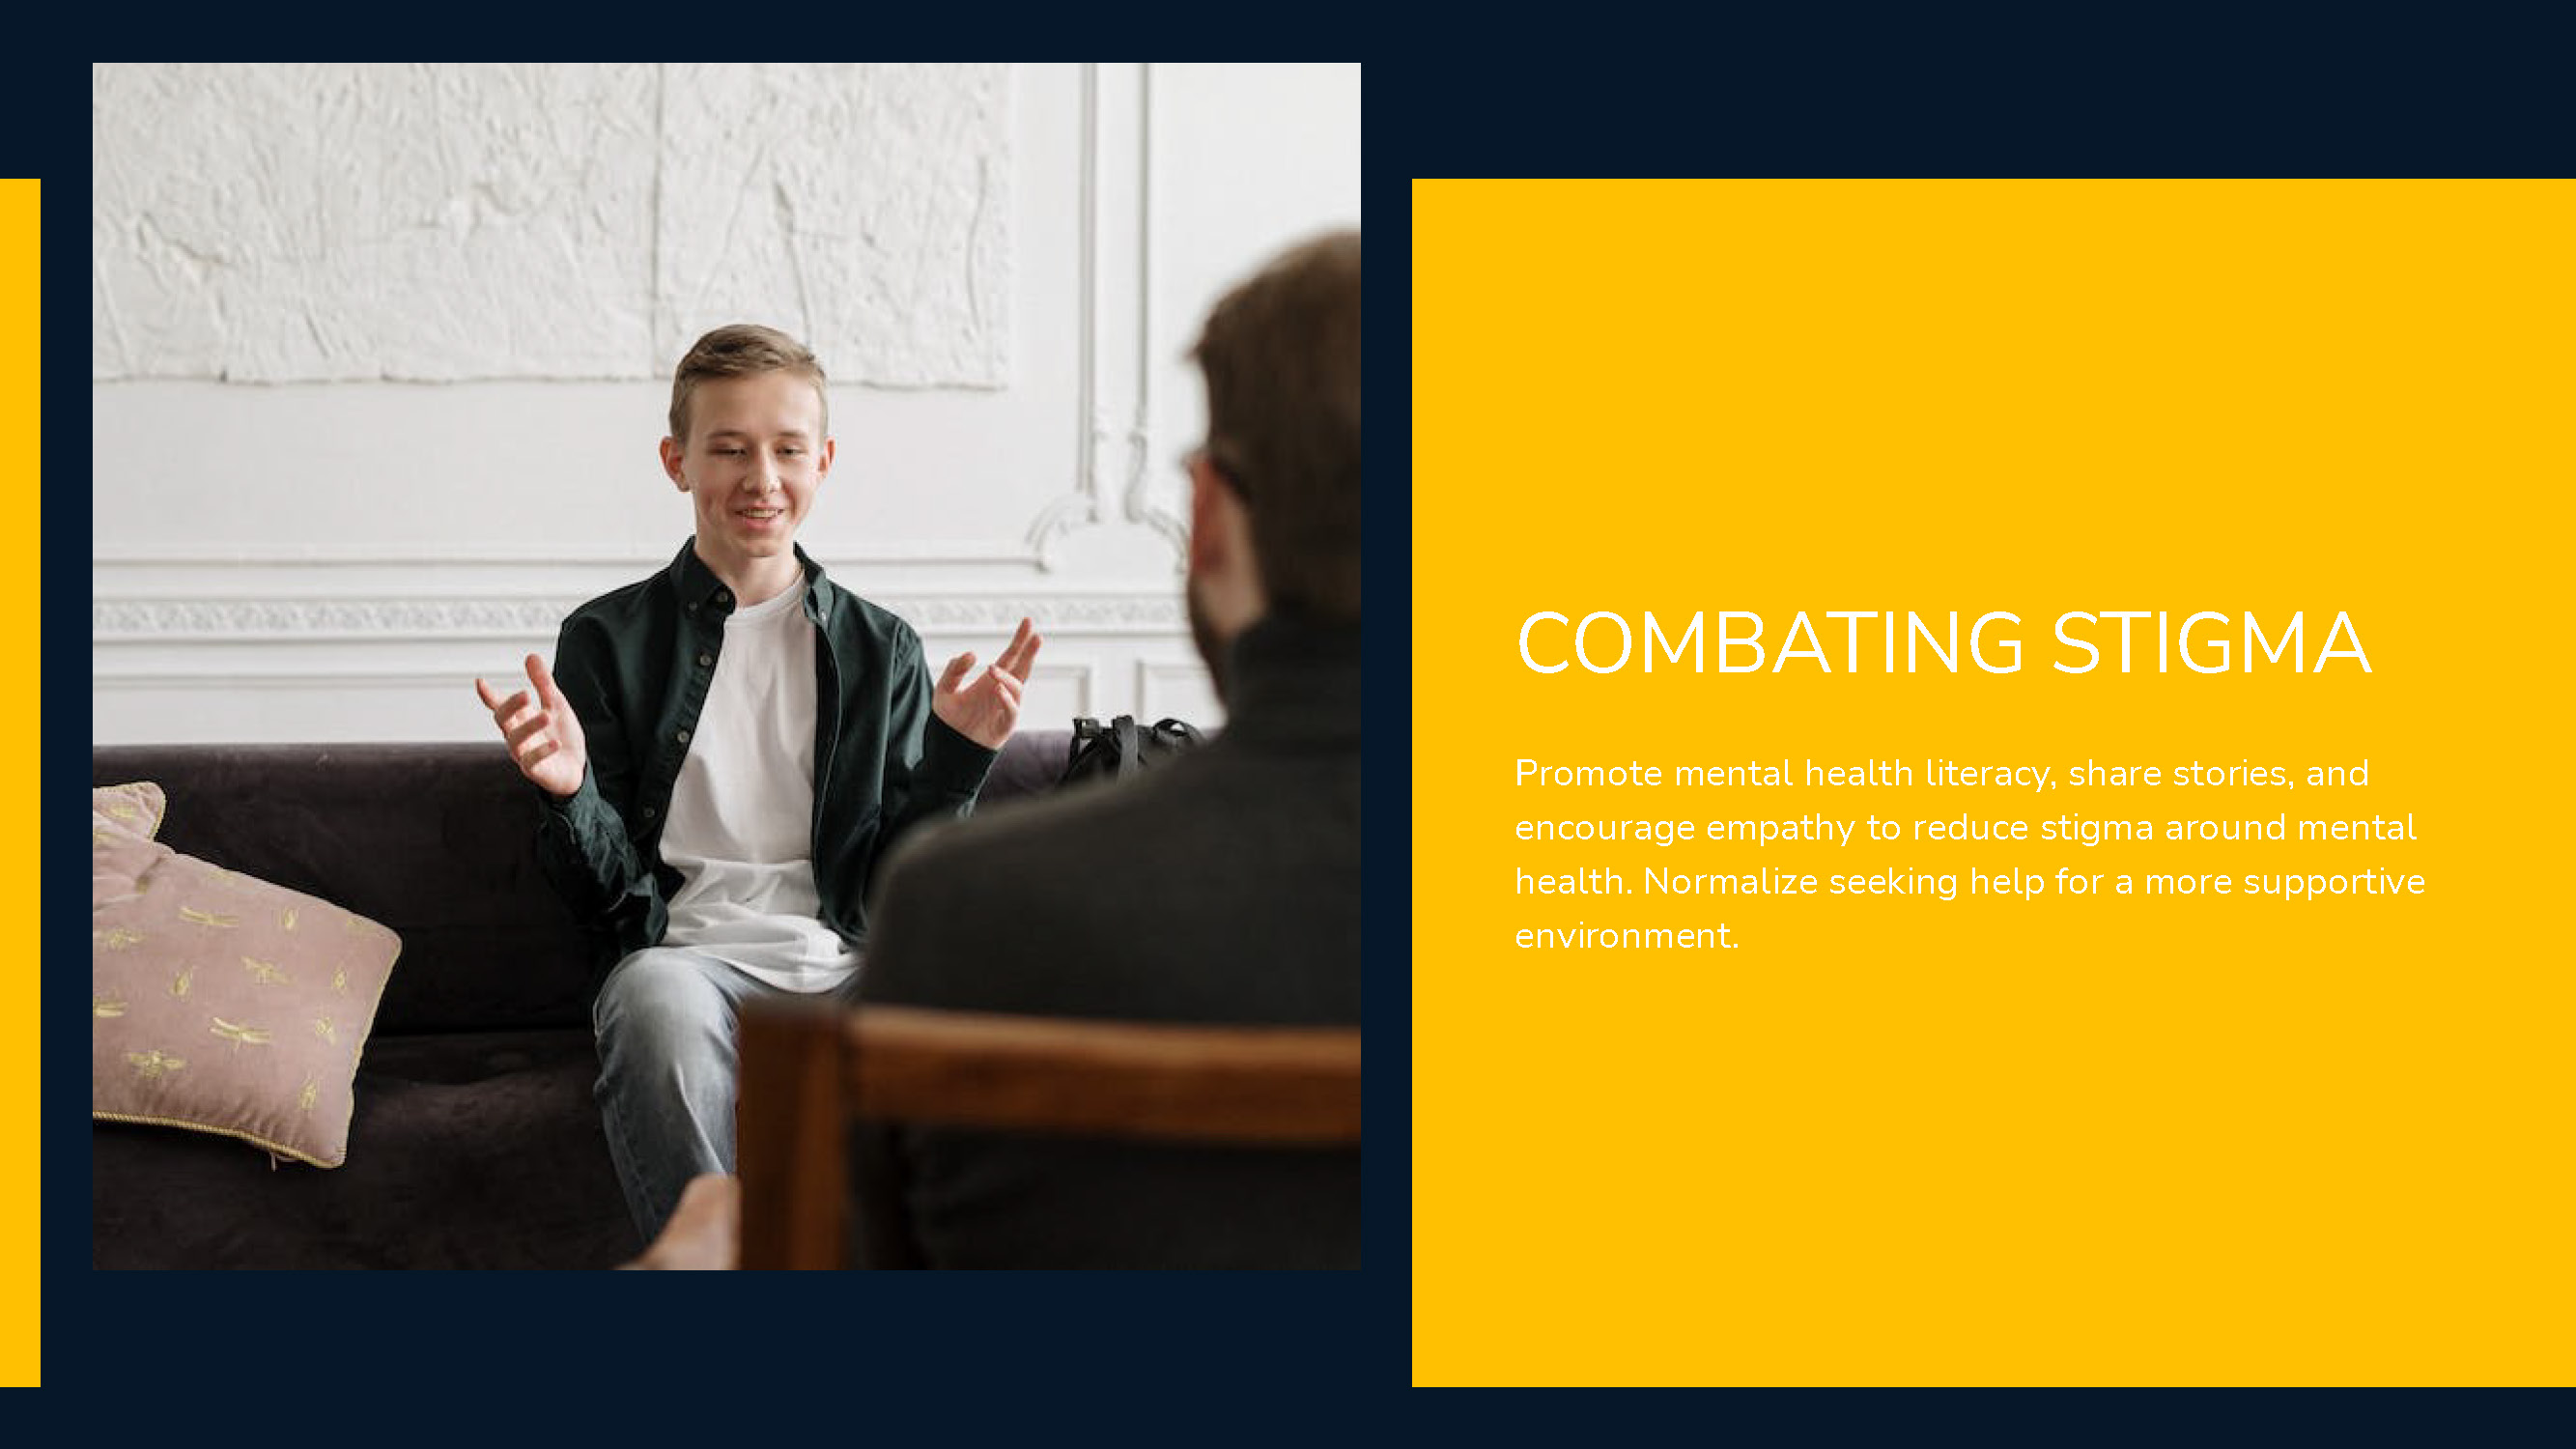 COMBATING STIGMA
Promote mental health literacy, share stories, and
encourage empathy to reduce stigma around mental
health. Normalize seeking help for a more supportive
environment.